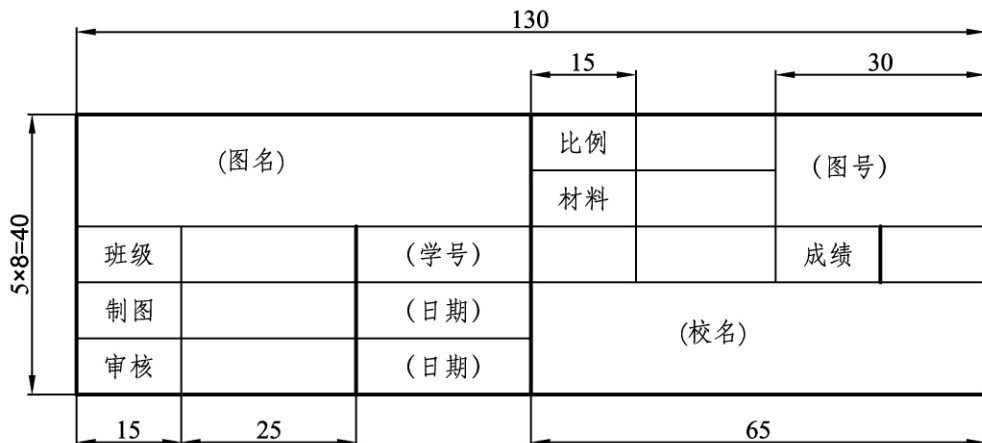 130
15 30
比例
(图名) (图号)
材料
5×8=40
班级 (学号) 成绩
制图 (日期)
(校名)
审核 (日期)
15 25 65